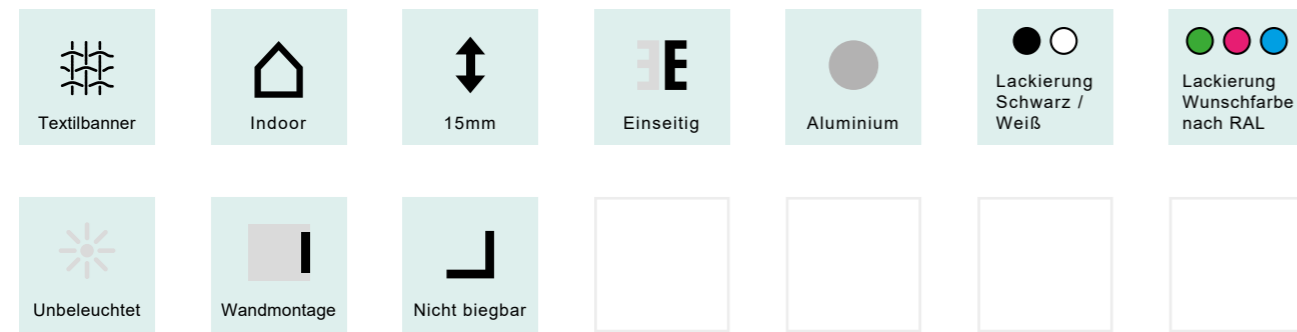 Textilbanner
Indoor
15mm
Einseitig
Aluminium
Lackierung
Schwarz /
Weiß
Lackierung
Wunschfarbe
nach RAL
Unbeleuchtet
Wandmontage
Nicht biegbar